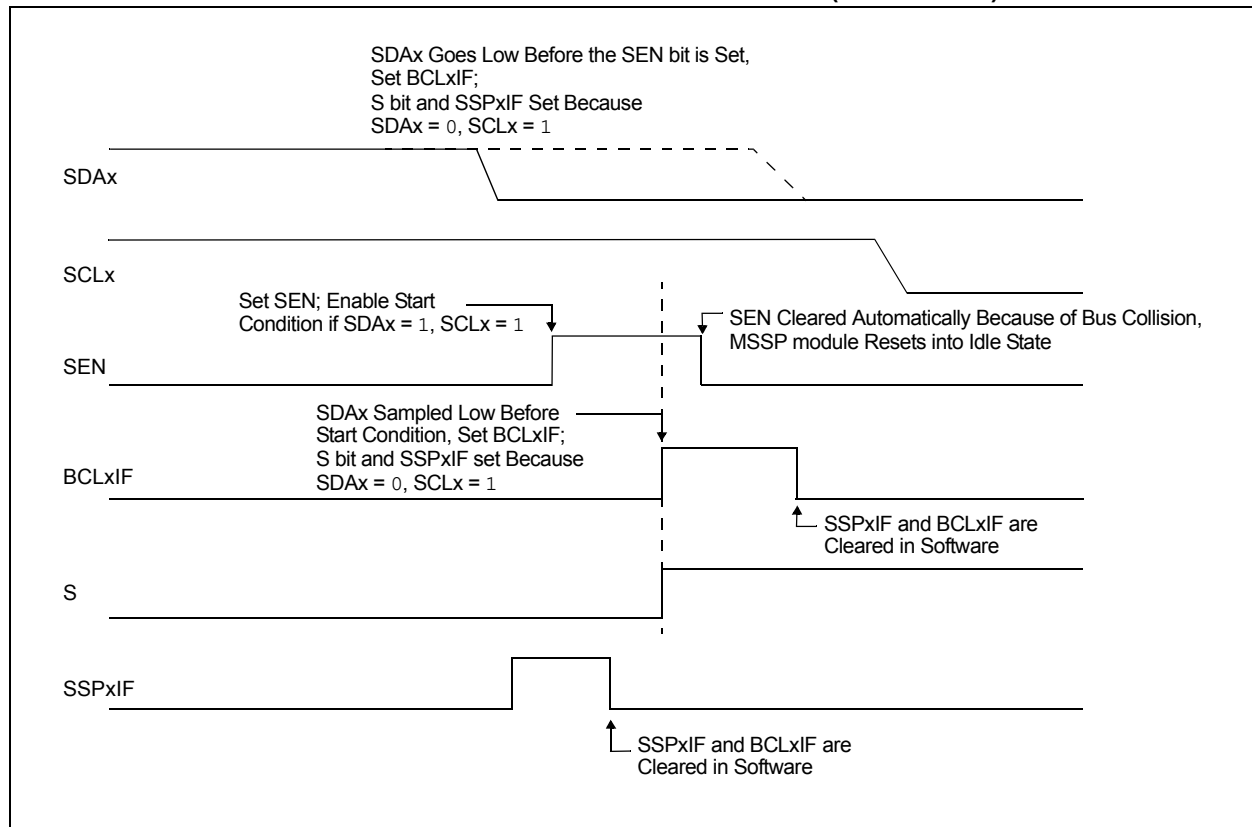 SDAx Goes Low Before the SEN bit is Set,
Set BCLxIF;
S bit and SSPxIF Set Because
SDAx = 0, SCLx = 1
SDAx
SCLx
Set SEN; Enable Start
Condition if SDAx = 1, SCLx = 1
SEN Cleared Automatically Because of Bus Collision,
MSSP module Resets into Idle State
SEN
SDAx Sampled Low Before
Start Condition, Set BCLxIF;
S bit and SSPxIF set Because
SDAx = 0, SCLx = 1
BCLxIF
SSPxIF and BCLxIF are
Cleared in Software
S
SSPxIF
SSPxIF and BCLxIF are
Cleared in Software